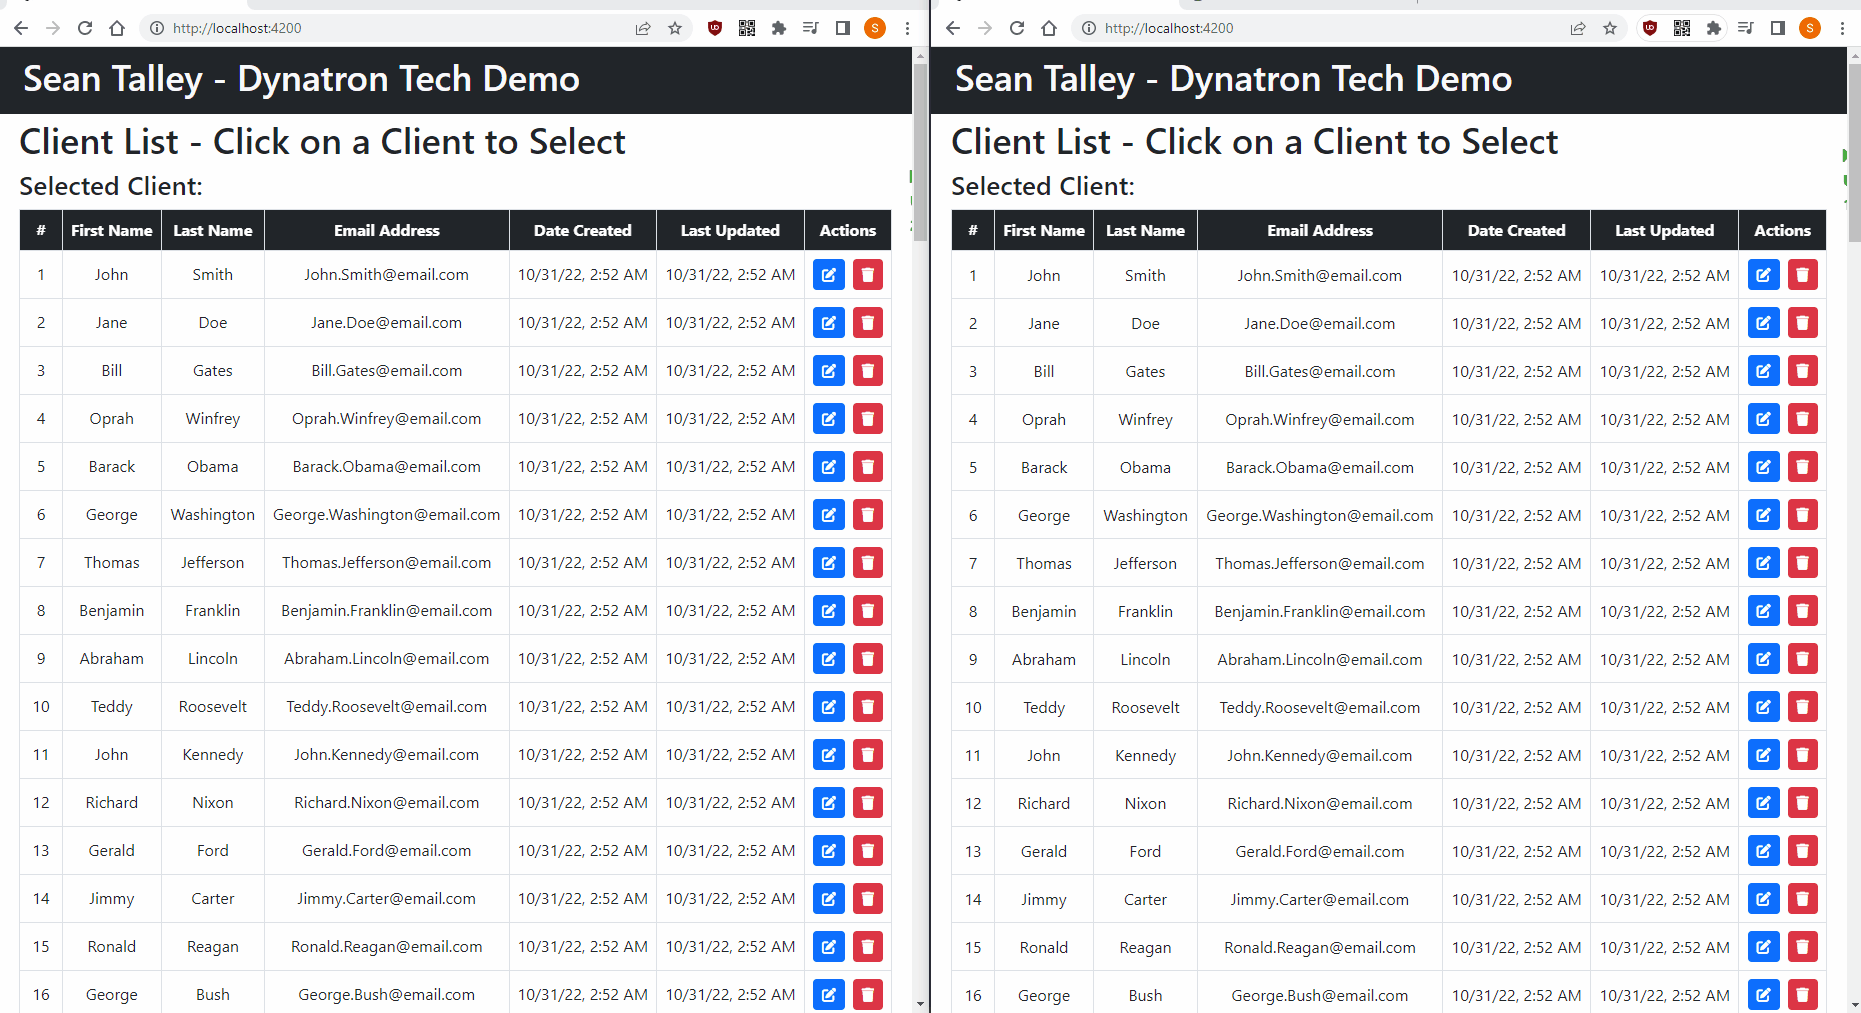 http://localhost:4200
Sean Talley - Dynatron Tech Demo
Client List - Click on a Client to Select
Selected Client:
# First Name Last Name Email Address Date Created Last Updated Actions
1 John Smith John.Smith@email.com 10/31/22, 2:52 AM 10/31/22, 2:52 AM
2 Jane Doe Jane.Doe@email.com 10/31/22, 2:52 AM 10/31/22, 2:52 AM
3 Bill Gates Bill.Gates@email.com 10/31/22, 2:52 AM 10/31/22, 2:52 AM
4 Oprah Winfrey Oprah.Winfrey@email.com 10/31/22, 2:52 AM 10/31/22, 2:52 AM
5 Barack Obama Barack.Obama@email.com 10/31/22, 2:52 AM 10/31/22, 2:52 AM
6 George Washington George.Washington@email.com 10/31/22, 2:52 AM 10/31/22, 2:52 AM
7 Thomas Jefferson Thomas.Jefferson@email.com 10/31/22, 2:52 AM 10/31/22, 2:52 AM
8 Benjamin Franklin Benjamin.Franklin@email.com 10/31/22, 2:52 AM 10/31/22, 2:52 AM
9 Abraham Lincoln Abraham.Lincoln@email.com 10/31/22, 2:52 AM 10/31/22, 2:52 AM
10 Teddy Roosevelt Teddy.Roosevelt@email.com 10/31/22, 2:52 AM 10/31/22, 2:52 AM
11 John Kennedy John.Kennedy@email.com 10/31/22, 2:52 AM 10/31/22, 2:52 AM
12 Richard Nixon Richard.Nixon@email.com 10/31/22, 2:52 AM 10/31/22, 2:52 AM
13 Gerald Ford Gerald.Ford@email.com 10/31/22, 2:52 AM 10/31/22, 2:52 AM
14 Jimmy Carter Jimmy.Carter@email.com 10/31/22, 2:52 AM 10/31/22, 2:52 AM
15 Ronald Reagan Ronald.Reagan@email.com 10/31/22, 2:52 AM 10/31/22, 2:52 AM
16 George Bush George.Bush@email.com 10/31/22, 2:52 AM 10/31/22, 2:52 AM
S
http://localhost:4200
S
Sean Talley - Dynatron Tech Demo
Client List - Click on a Client to Select
Selected Client:
# First Name Last Name Email Address Date Created Last Updated Actions
1 John Smith John.Smith@email.com 10/31/22, 2:52 AM 10/31/22, 2:52 AM
2 Jane Doe Jane.Doe@email.com 10/31/22, 2:52 AM 10/31/22, 2:52 AM
3 Bill Gates Bill.Gates@email.com 10/31/22, 2:52 AM 10/31/22, 2:52 AM
4 Oprah Winfrey Oprah.Winfrey@email.com 10/31/22, 2:52 AM 10/31/22, 2:52 AM
5 Barack Obama Barack.Obama@email.com 10/31/22, 2:52 AM 10/31/22, 2:52 AM
6 George Washington George.Washington@email.com 10/31/22, 2:52 AM 10/31/22, 2:52 AM
7 Thomas Jefferson Thomas.Jefferson@email.com 10/31/22, 2:52 AM 10/31/22, 2:52 AM
8 Benjamin Franklin Benjamin.Franklin@email.com 10/31/22, 2:52 AM 10/31/22, 2:52 AM
9 Abraham Lincoln Abraham.Lincoln@email.com 10/31/22, 2:52 AM 10/31/22, 2:52 AM
10 Teddy Roosevelt Teddy.Roosevelt@email.com 10/31/22, 2:52 AM 10/31/22, 2:52 AM
11 John Kennedy John.Kennedy@email.com 10/31/22, 2:52 AM 10/31/22, 2:52 AM
12 Richard Nixon Richard.Nixon@email.com 10/31/22, 2:52 AM 10/31/22, 2:52 AM
13 Gerald Ford Gerald.Ford@email.com 10/31/22, 2:52 AM 10/31/22, 2:52 AM
14 Jimmy Carter Jimmy.Carter@email.com 10/31/22, 2:52 AM 10/31/22, 2:52 AM
15 Ronald Reagan Ronald.Reagan@email.com 10/31/22, 2:52 AM 10/31/22, 2:52 AM
16 George Bush George.Bush@email.com 10/31/22, 2:52 AM 10/31/22, 2:52 AM